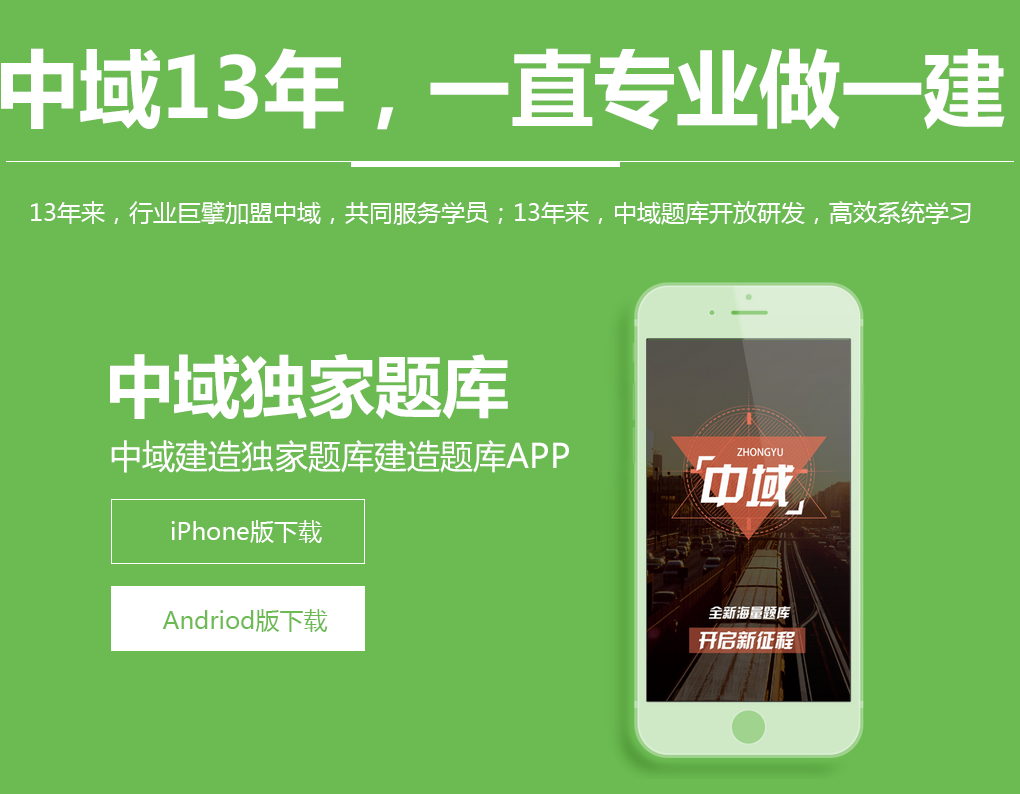 中域13年，一直专业做一建
13年来，行业巨擘加盟中域，共同服务学员；13年来，中域题库开放研发，高效系统学习
中域独家题库
中域建造独家题库建造题库APP
iPhone版下载
Andriod版下载
ZHONGYU
「中域」
全新海量题库
开启新征程